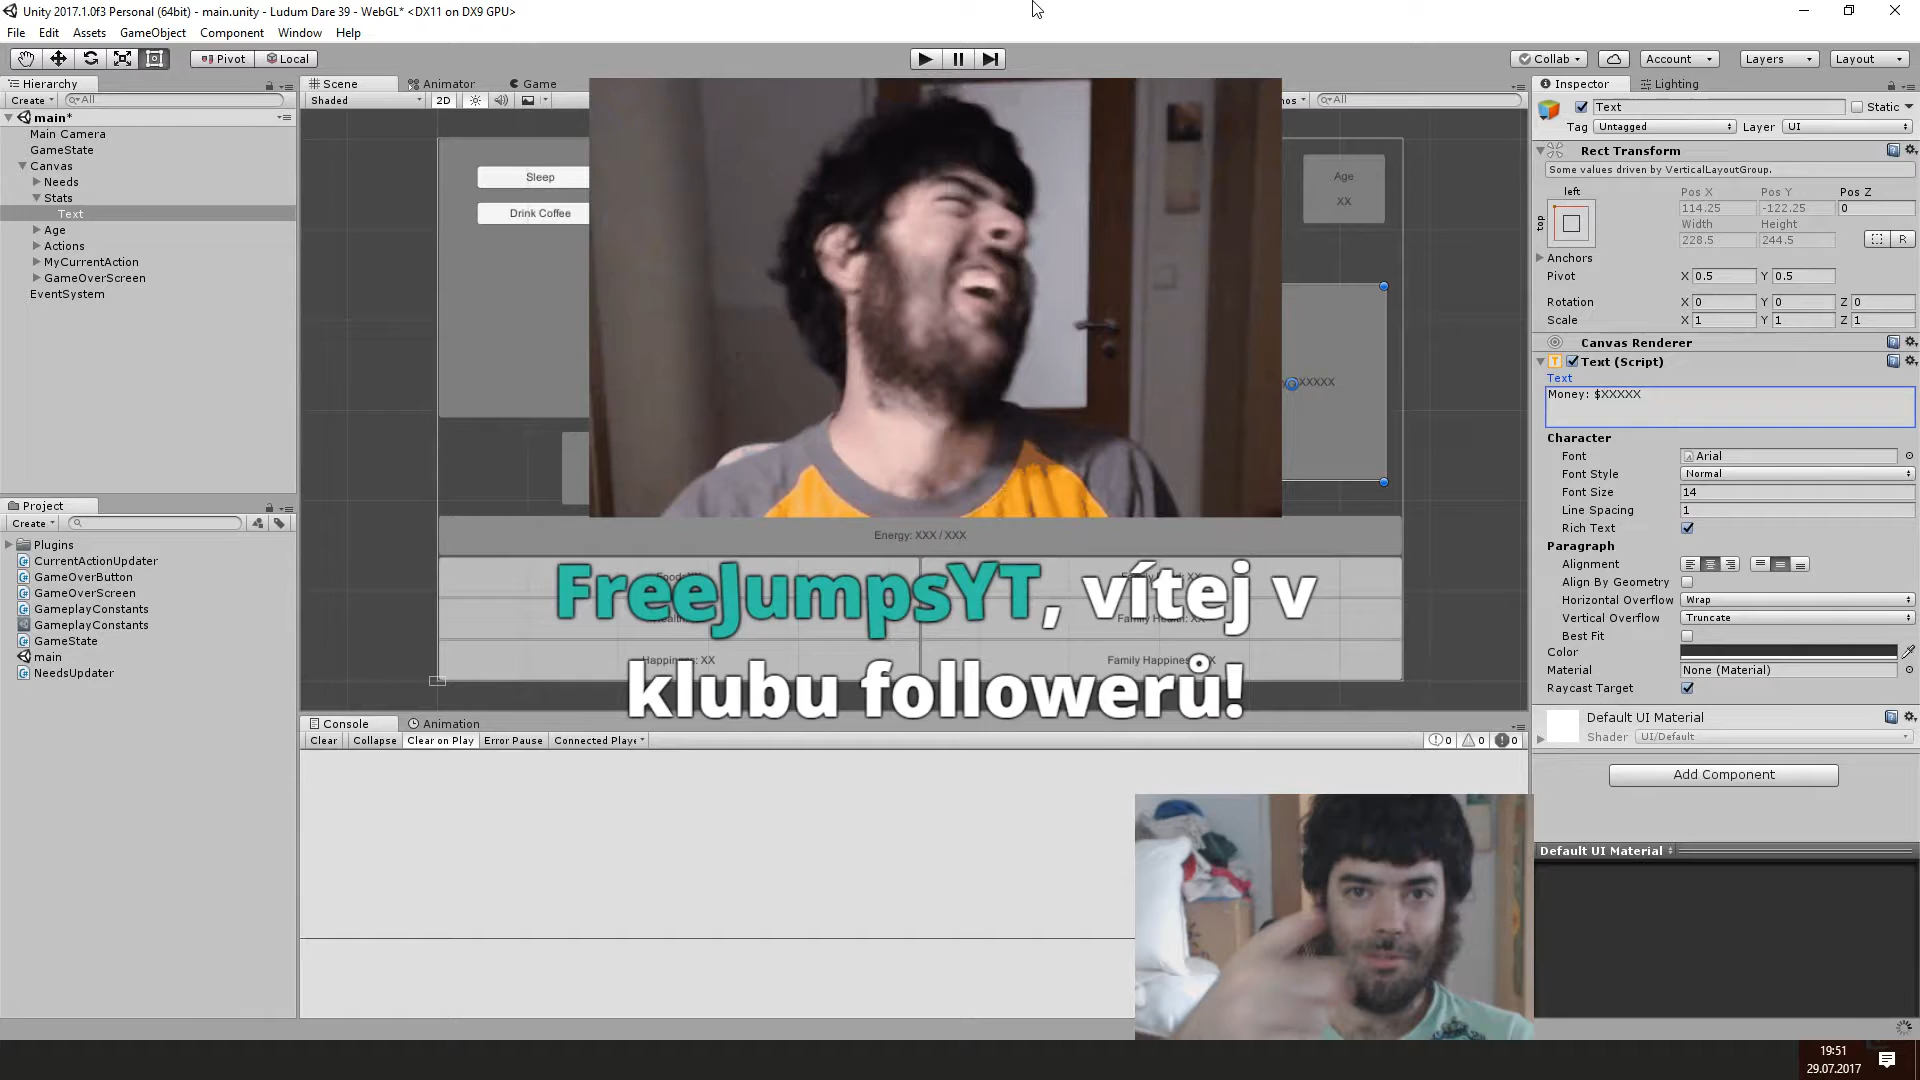 Unity 2017.1.0f3 Personal (64bit) - main.unity - Ludum Dare 39 - WebGL* <DX11 on DX9 GPU>
File Edit Assets GameObject Component Window Help
Pivot Local
Collab Account Layers Layout
Hierarchy
Create All
main*
Main Camera
GameState
Canvas
Needs
Stats
Text
Age
Actions
MyCurrentAction
GameOverScreen
EventSystem
Project
Create
Plugins
CurrentActionUpdater
GameOverButton
GameOverScreen
GameplayConstants
GameplayConstants
GameState
main
NeedsUpdater
Scene Animator Game
Shaded 2D All
Sleep
Drink Coffee
Age
XX
XXXXX
Energy: XXX / XXX
Happiness: XX
FreeJumpsYT, vítej v
klubu followerů!
Console Animation
Clear Collapse Clear on Play Error Pause Connected Playe
0 0 0
Inspector Lighting
Text Static
Tag Untagged Layer UI
Rect Transform
Some values driven by VerticalLayoutGroup.
left
top
Pos X Pos Y Pos Z
114.25 -122.25 0
Width Height
228.5 244.5 R
Anchors
Pivot X 0.5 Y 0.5
Rotation X 0 Y 0 Z 0
Scale X 1 Y 1 Z 1
Canvas Renderer
Text (Script)
Text
Money: $XXXXX
Character
Font Arial
Font Style Normal
Font Size 14
Line Spacing 1
Rich Text
Paragraph
Alignment
Align By Geometry
Horizontal Overflow Wrap
Vertical Overflow Truncate
Best Fit
Color
Material None (Material)
Raycast Target
Default UI Material
Shader UI/Default
Add Component
Default UI Material
19:51
29.07.2017